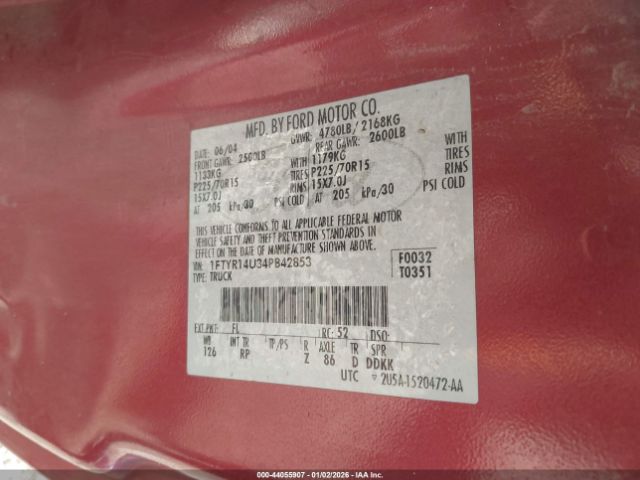 MFD. BY FORD MOTOR CO.
DATE: 06/04 GVWR: 4780LB/ 2168KG
FRONT GAWR: 2500LB REAR GAWR: 2600LB
1133KG WITH 1179KG WITH
P225/70R15 TIRES P225/70R15 TIRES
15X7.0J RIMS 15X7.0J RIMS
AT 205 kPa/30 PSI COLD AT 205 kPa/30 PSI COLD
THIS VEHICLE CONFORMS TO ALL APPLICABLE FEDERAL MOTOR
VEHICLE SAFETY AND BUMPER STANDARDS IN EFFECT ON THE DATE OF
MANUFACTURE SHOWN ABOVE.
VIN: 1FTYR14U34PB42853 F0032
TYPE: TRUCK T0351
EXT PNT: FL RC: 52 DSO:
WB INT TR TP/PS R AXLE TR SPR
126 RP Z 86 D DDKK
UTC 2U5A-1520472-AA
000-44055907 - 01/02/2026 - IAA Inc.